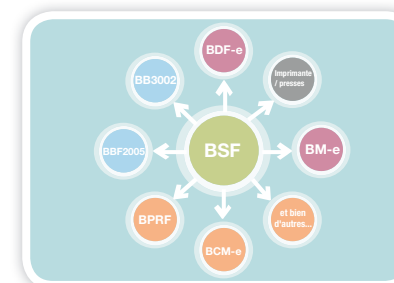 BDF-e
BB3002
Imprimante
/ presses
BBF2005
BSF
BM-e
BPRF
et bien
d'autres...
BCM-e